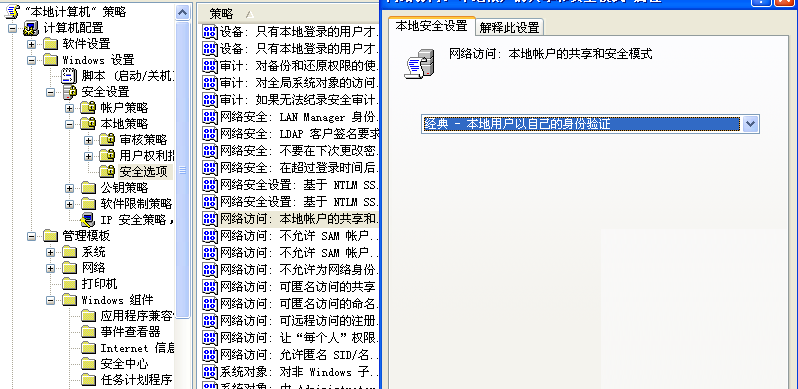 “本地计算机” 策略
计算机配置
软件设置
Windows 设置
脚本 (启动/关机)
安全设置
帐户策略
本地策略
审核策略
用户权利指
安全选项
公钥策略
软件限制策略
IP 安全策略，
管理模板
系统
网络
打印机
Windows 组件
应用程序兼容
事件查看器
Internet 信息
安全中心
任务计划程序
策略
设备: 只有本地登录的用户才...
设备: 只有本地登录的用户才...
审计: 对备份和还原权限的使...
审计: 对全局系统对象的访问...
审计: 如果无法纪录安全审计...
网络安全: LAN Manager 身份...
网络安全: LDAP 客户签名要求
网络安全: 不要在下次更改密...
网络安全: 在超过登录时间后...
网络安全设置: 基于 NTLM SS...
网络安全设置: 基于 NTLM SS...
网络访问: 本地帐户的共享和...
网络访问: 不允许 SAM 帐户...
网络访问: 不允许 SAM 帐户...
网络访问: 不允许为网络身份...
网络访问: 可匿名访问的共享
网络访问: 可匿名访问的命名...
网络访问: 可远程访问的注册...
网络访问: 让“每个人”权限...
网络访问: 允许匿名 SID/名...
系统对象: 对非 Windows 子...
本地安全设置
解释此设置
网络访问: 本地帐户的共享和安全模式
经典 - 本地用户以自己的身份验证